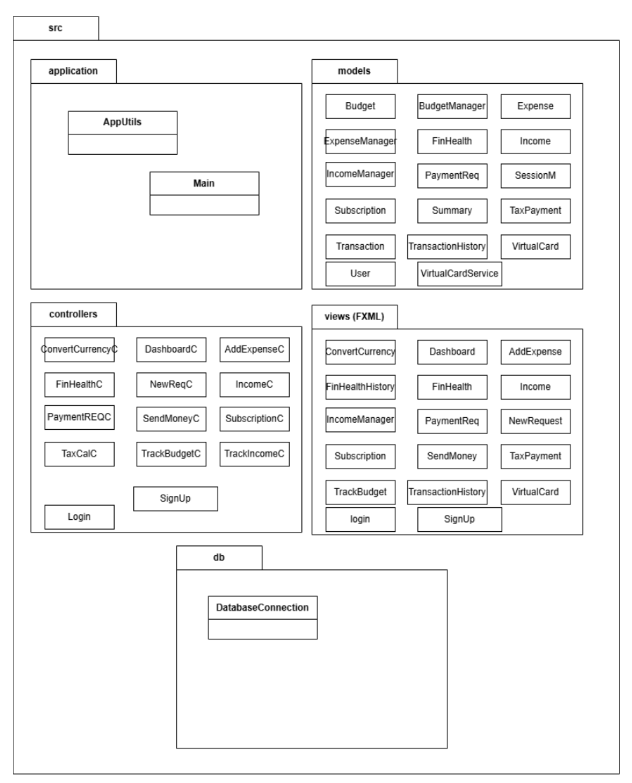 src
application
AppUtils
Main
models
Budget BudgetManager Expense
ExpenseManager FinHealth Income
IncomeManager PaymentReq SessionM
Subscription Summary TaxPayment
Transaction TransactionHistory VirtualCard
User VirtualCardService
controllers
ConvertCurrencyC DashboardC AddExpenseC
FinHealthC NewReqC IncomeC
PaymentREQC SendMoneyC SubscriptionC
TaxCalC TrackBudgetC TrackIncomeC
SignUp
Login
views (FXML)
ConvertCurrency Dashboard AddExpense
FinHealthHistory FinHealth Income
IncomeManager PaymentReq NewRequest
Subscription SendMoney TaxPayment
TrackBudget TransactionHistory VirtualCard
login SignUp
db
DatabaseConnection